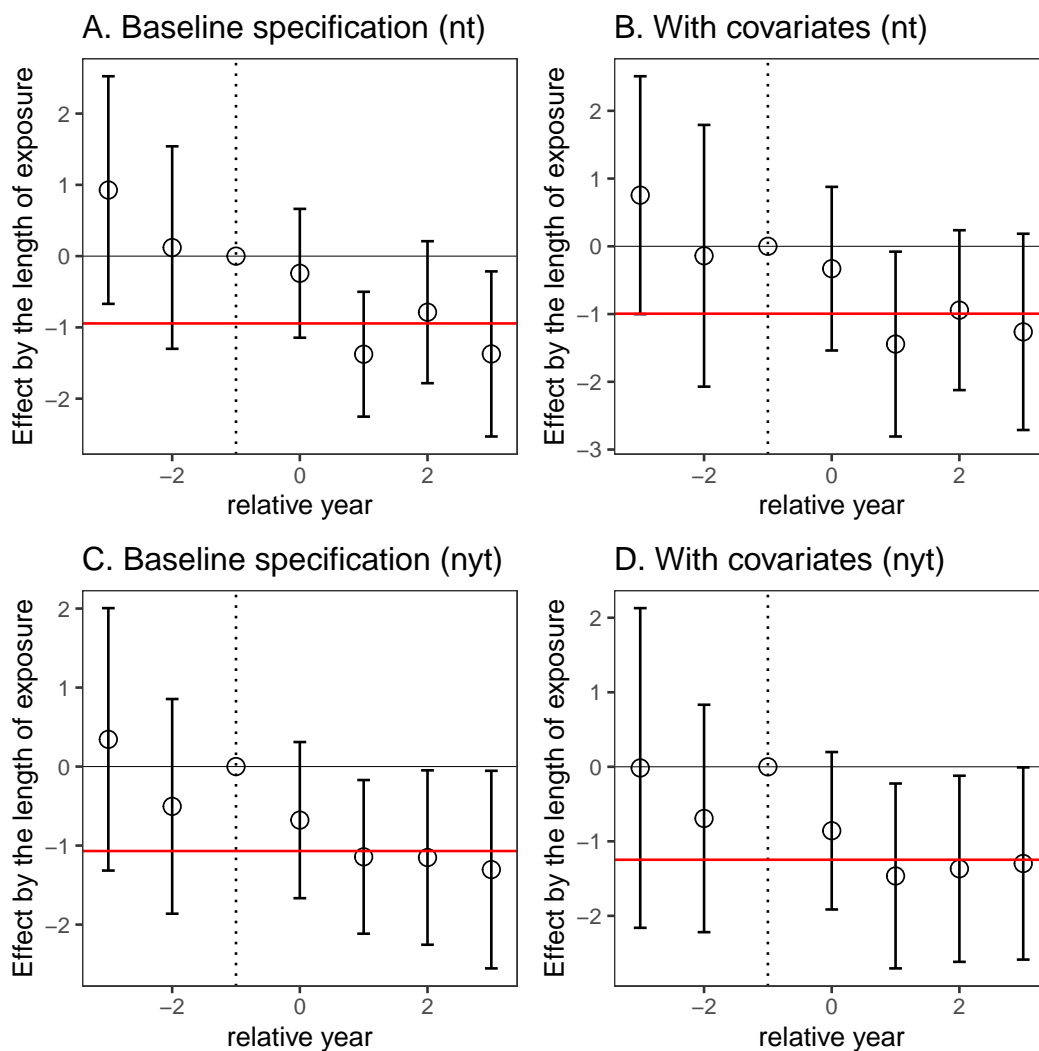 A. Baseline specification (nt)
Effect by the length of exposure
2
1
0
−1
−2
−2
0
2
relative year
B. With covariates (nt)
Effect by the length of exposure
2
1
0
−1
−2
−3
−2
0
2
relative year
C. Baseline specification (nyt)
Effect by the length of exposure
2
1
0
−1
−2
−2
0
2
relative year
D. With covariates (nyt)
Effect by the length of exposure
2
1
0
−1
−2
−2
0
2
relative year